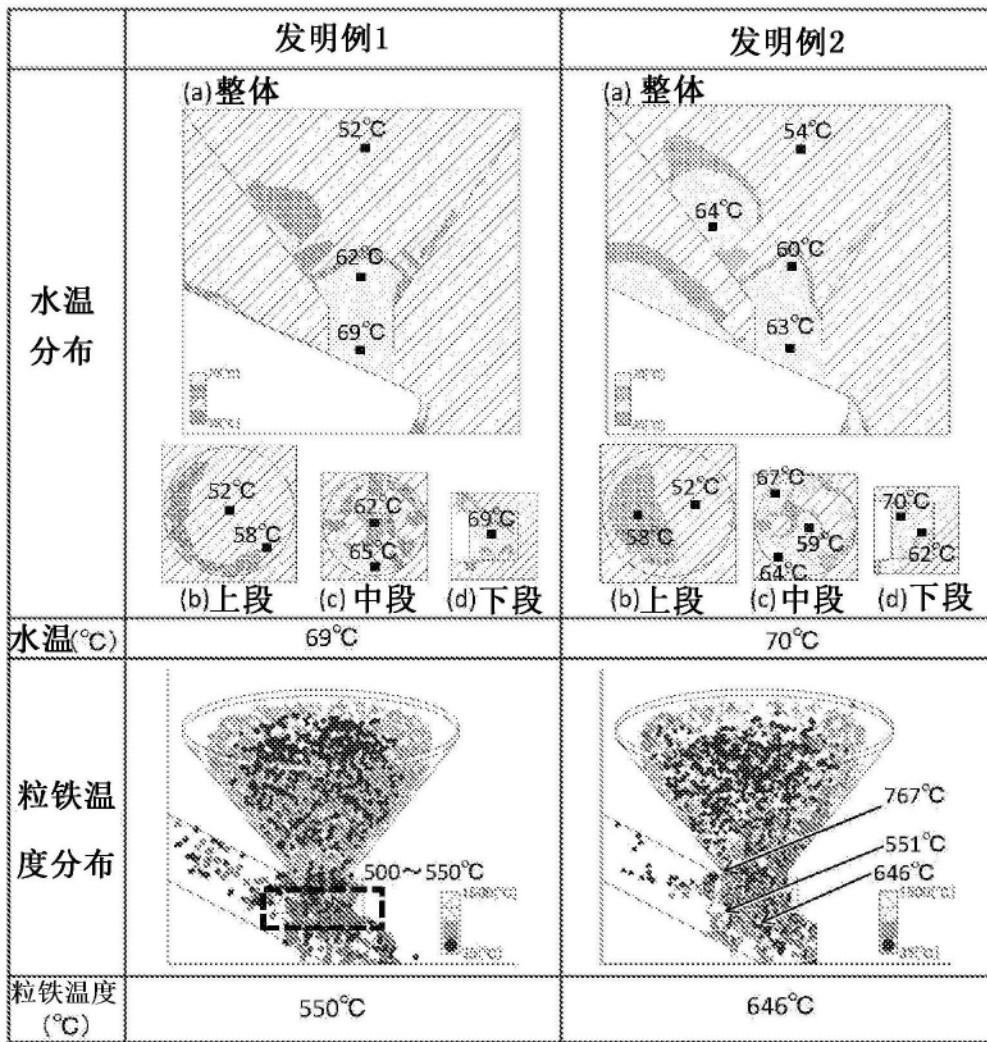 发明例1
发明例2
水温
分布
(a)整体
52℃
62℃
69℃
52℃
58℃
(b)上段
62℃
65℃
(c)中段
69℃
(d)下段
(a)整体
54℃
64℃
60℃
63℃
52℃
58℃
(b)上段
67℃
59℃
64℃
(c)中段
70℃
62℃
(d)下段
水温(℃)
69℃
70℃
粒铁温
度分布
500～550℃
767℃
551℃
646℃
粒铁温度
(℃)
550℃
646℃